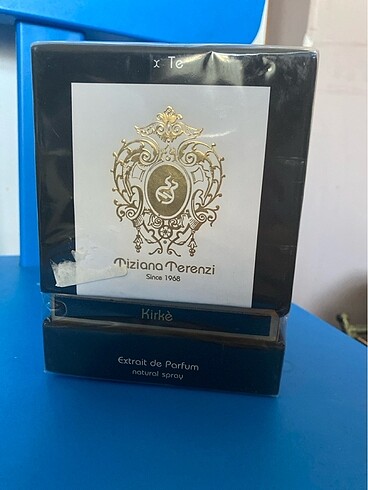 Te
Tiziana Terenzi
Since 1968
Kirkè
Extrait de Parfum
natural spray